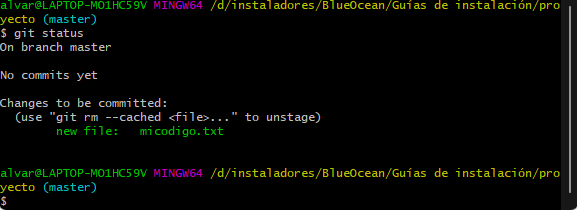 alvar@LAPTOP-MO1HC59V MINGW64 /d/instaladores/BlueOcean/Guías de instalación/pro
yecto (master)
$ git status
On branch master
No commits yet
Changes to be committed:
  (use "git rm --cached <file>..." to unstage)
        new file:   micodigo.txt
alvar@LAPTOP-MO1HC59V MINGW64 /d/instaladores/BlueOcean/Guías de instalación/pro
yecto (master)
$